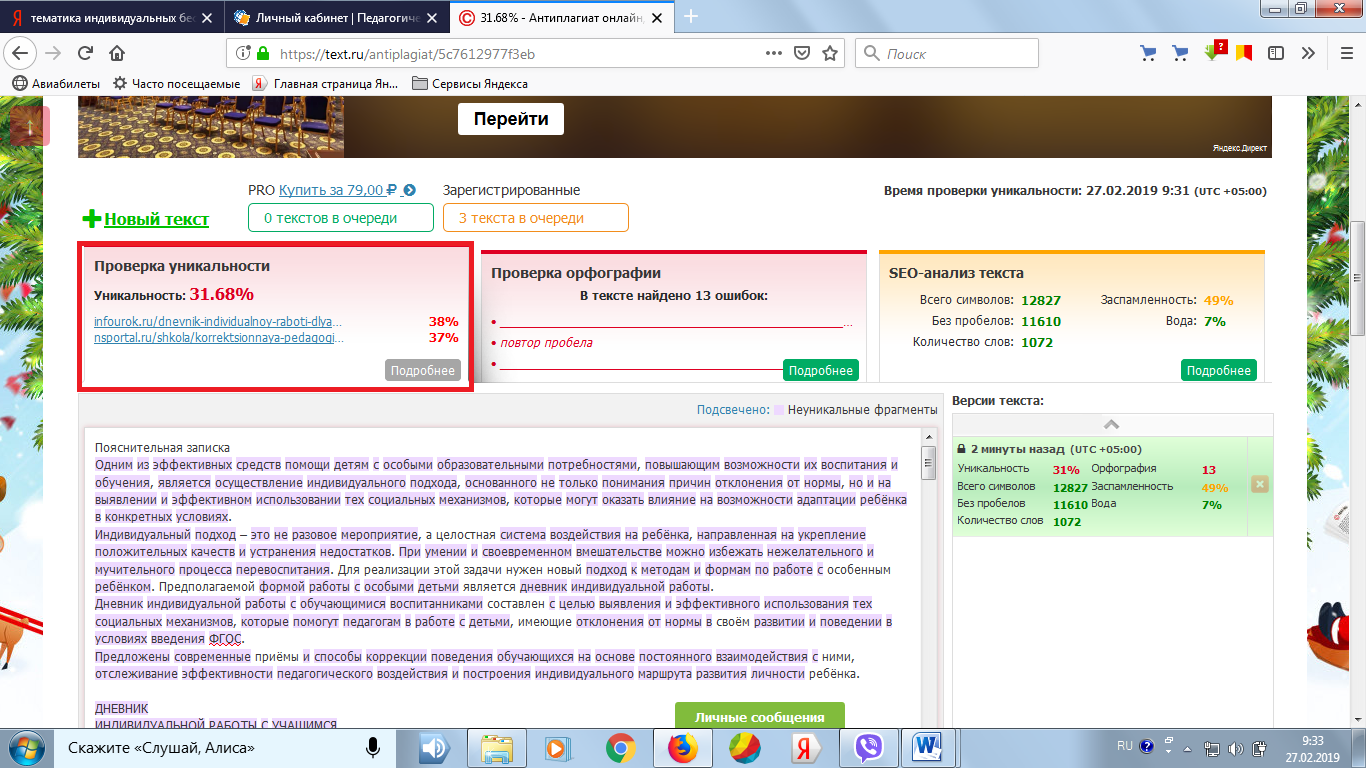 тематика индивидуальных бес
Личный кабинет | Педагогиче
31.68% - Антиплагиат онлайн,
https://text.ru/antiplagiat/5c7612977f3eb
Поиск
Авиабилеты
Часто посещаемые
Главная страница Ян...
Сервисы Яндекса
Перейти
Яндекс.Директ
PRO Купить за 79,00 ₽
Зарегистрированные
Время проверки уникальности: 27.02.2019 9:31 (UTC +05:00)
Новый текст
0 текстов в очереди
3 текста в очереди
Проверка уникальности
Уникальность: 31.68%
infourok.ru/dnevnik-individualnoy-raboti-dlya... 38%
nsportal.ru/shkola/korrektsionnaya-pedagogi... 37%
Подробнее
Проверка орфографии
В тексте найдено 13 ошибок:
• ...
• повтор пробела
•
Подробнее
SEO-анализ текста
Всего символов: 12827 Заспамленность: 49%
Без пробелов: 11610 Вода: 7%
Количество слов: 1072
Подробнее
Подсвечено: Неуникальные фрагменты
Пояснительная записка
Одним из эффективных средств помощи детям с особыми образовательными потребностями, повышающим возможности их воспитания и
обучения, является осуществление индивидуального подхода, основанного не только понимания причин отклонения от нормы, но и на
выявлении и эффективном использовании тех социальных механизмов, которые могут оказать влияние на возможности адаптации ребёнка
в конкретных условиях.
Индивидуальный подход – это не разовое мероприятие, а целостная система воздействия на ребёнка, направленная на укрепление
положительных качеств и устранения недостатков. При умении и своевременном вмешательстве можно избежать нежелательного и
мучительного процесса перевоспитания. Для реализации этой задачи нужен новый подход к методам и формам по работе с особенным
ребёнком. Предполагаемой формой работы с особыми детьми является дневник индивидуальной работы.
Дневник индивидуальной работы с обучающимися воспитанниками составлен с целью выявления и эффективного использования тех
социальных механизмов, которые помогут педагогам в работе с детьми, имеющие отклонения от нормы в своём развитии и поведении в
условиях введения ФГОС.
Предложены современные приёмы и способы коррекции поведения обучающихся на основе постоянного взаимодействия с ними,
отслеживание эффективности педагогического воздействия и построения индивидуального маршрута развития личности ребёнка.
ДНЕВНИК
ИНДИВИДУАЛЬНОЙ РАБОТЫ С УЧАЩИМСЯ
Личные сообщения
Версии текста:
2 минуты назад (UTC +05:00)
Уникальность 31% Орфография 13
Всего символов 12827 Заспамленность 49%
Без пробелов 11610 Вода 7%
Количество слов 1072
Скажите «Слушай, Алиса»
RU
9:33
27.02.2019